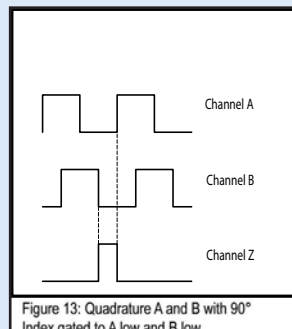 Channel A
Channel B
Channel Z
Figure 13: Quadrature A and B with 90°
Index gated to A low and B low